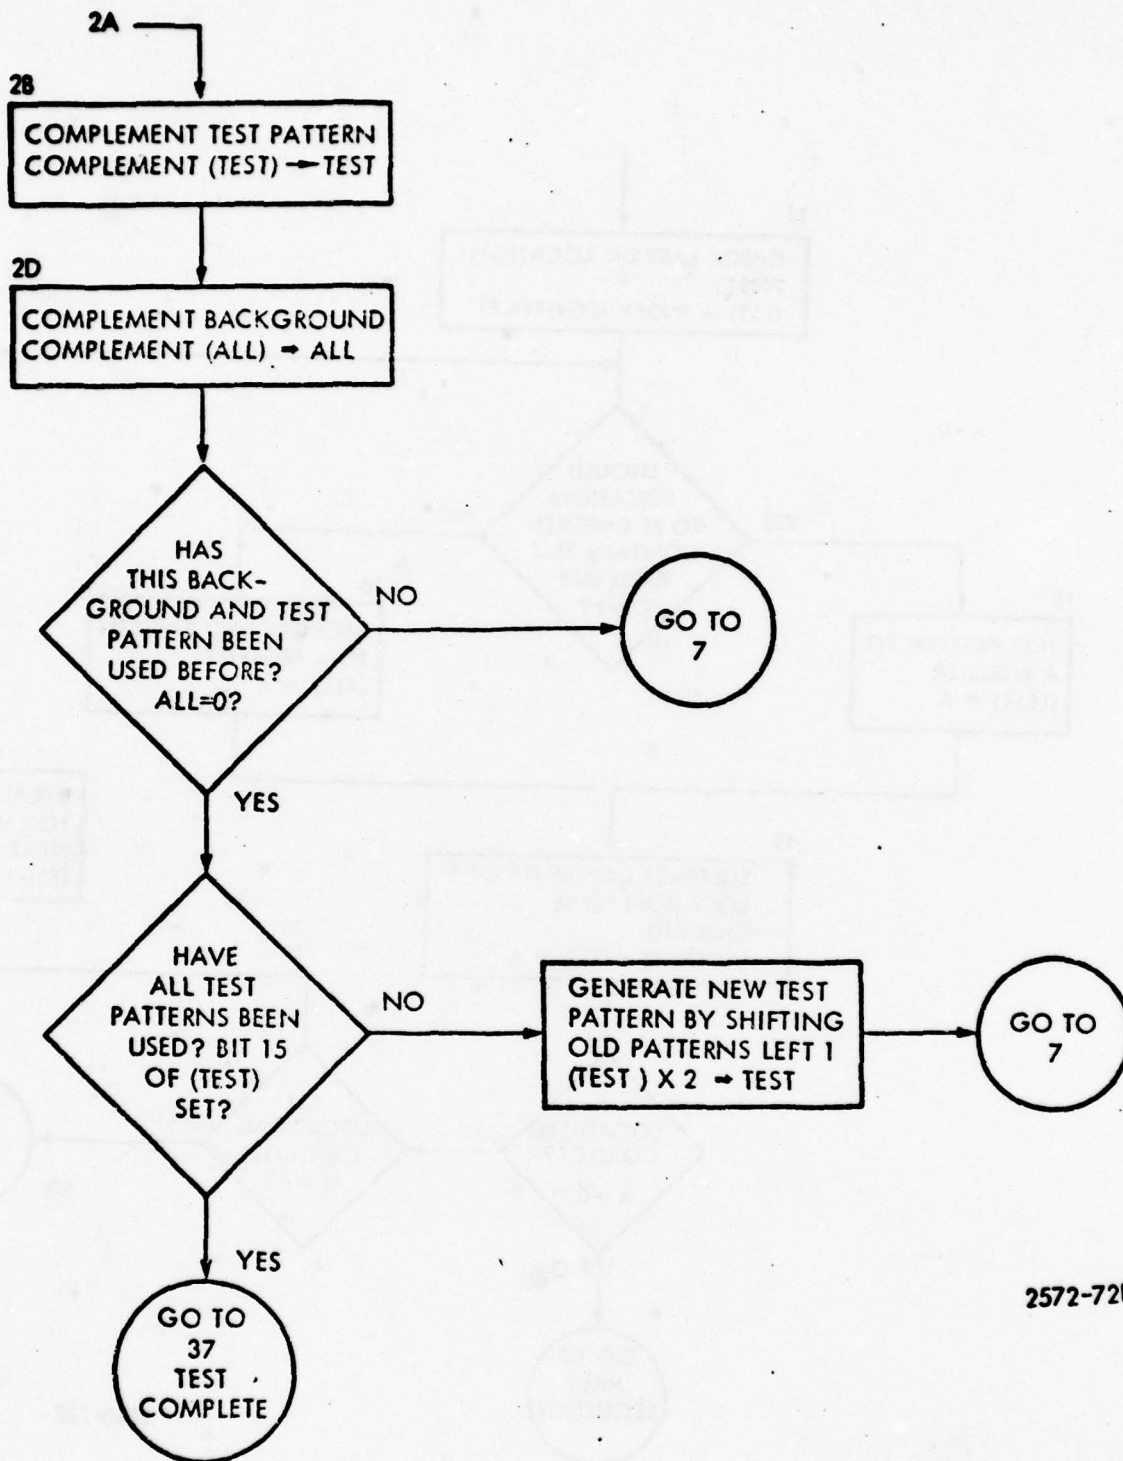 2A
2B
COMPLEMENT TEST PATTERN
COMPLEMENT (TEST) → TEST
2D
COMPLEMENT BACKGROUND
COMPLEMENT (ALL) → ALL
HAS
THIS BACK-
GROUND AND TEST
PATTERN BEEN
USED BEFORE?
ALL=0?
NO
GO TO
7
YES
HAVE
ALL TEST
PATTERNS BEEN
USED? BIT 15
OF (TEST)
SET?
NO
GENERATE NEW TEST
PATTERN BY SHIFTING
OLD PATTERNS LEFT 1
(TEST) X 2 → TEST
GO TO
7
YES
GO TO
37
TEST
COMPLETE